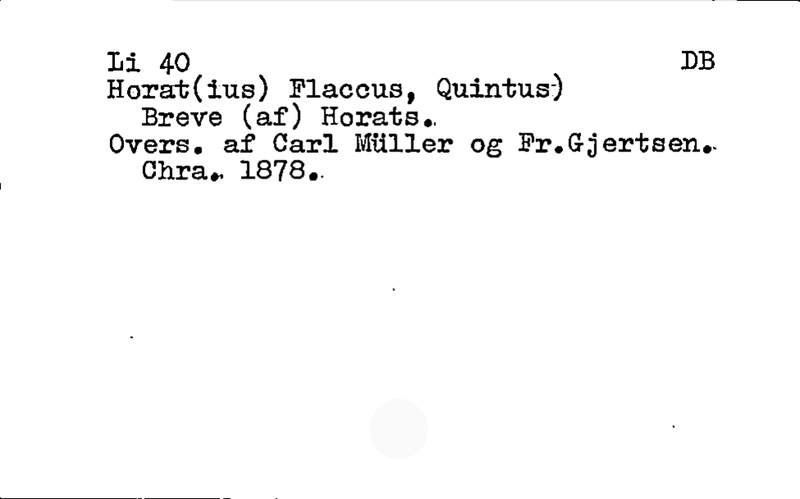 Li 40 DB
Horat(ius) Flaccus, Quintus)
Breve (af) Horats.
Overs. af Carl Müller og Fr.Gjertsen.
Chra. 1878.